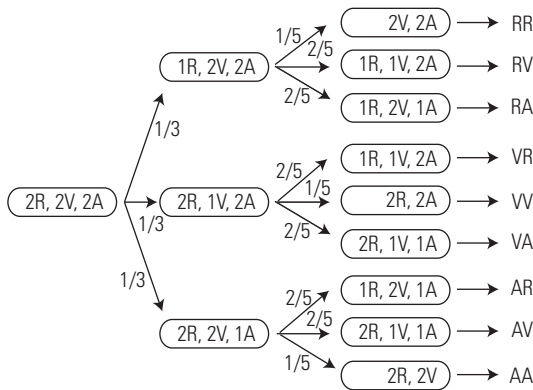 1/5
2V, 2A
RR
2/5
1R, 2V, 2A
1R, 1V, 2A
RV
2/5
1R, 2V, 1A
RA
1/3
2/5
1R, 1V, 2A
VR
1/5
2R, 2V, 2A
2R, 1V, 2A
2R, 2A
VV
1/3
2/5
2R, 1V, 1A
VA
1/3
2/5
1R, 2V, 1A
AR
2/5
2R, 2V, 1A
2R, 1V, 1A
AV
1/5
2R, 2V
AA